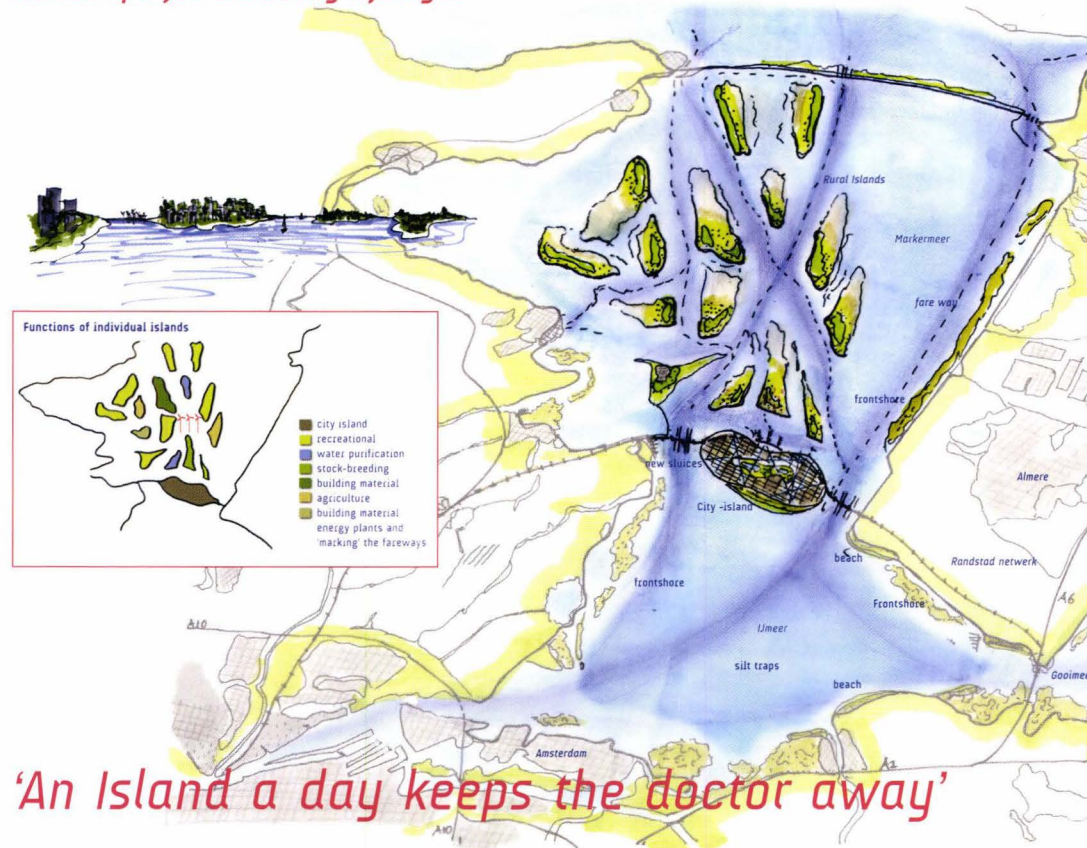 Rural Islands
Markermeer
fare way
Functions of individual islands
city island
recreational
water purification
stock-breeding
building material
agriculture
building material
energy plants and
'marking' the fareways
frontshore
new sluices
City -island
Almere
beach
Randstad netwerk
frontshore
Frontshore
A6
A10
IJmeer
silt traps
beach
Gooimee
Amsterdam
A1
'An Island a day keeps the doctor away'
A10